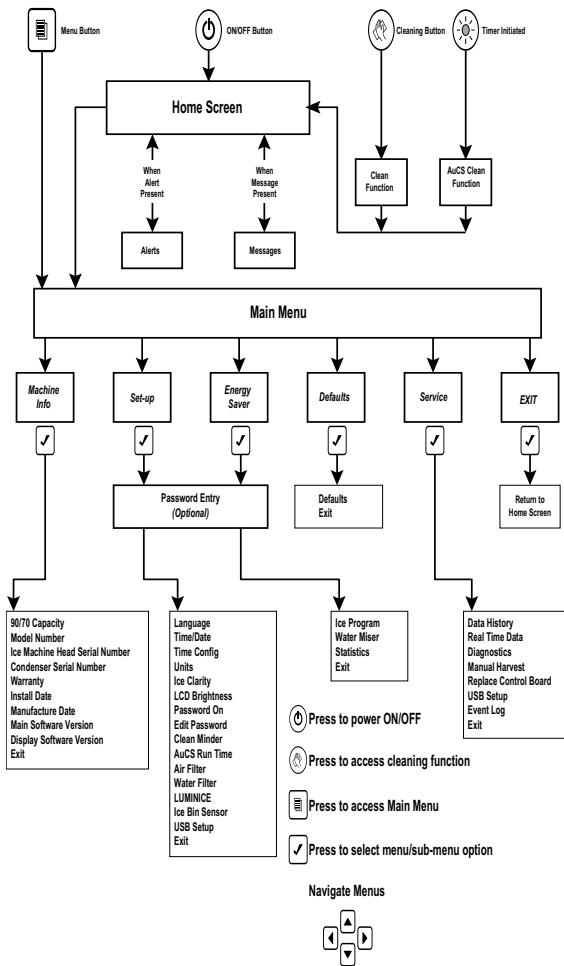 Menu Button
ON/OFF Button
Cleaning Button
Timer Initiated
Home Screen
When
Alert
Present
When
Message
Present
Clean
Function
AuCS Clean
Function
Alerts
Messages
Main Menu
Machine
Info
Set-up
Energy
Saver
Defaults
Service
EXIT
Password Entry
(Optional)
Defaults
Exit
Return to
Home Screen
90/70 Capacity
Model Number
Ice Machine Head Serial Number
Condenser Serial Number
Warranty
Install Date
Manufacture Date
Main Software Version
Display Software Version
Exit
Language
Time/Date
Time Config
Units
Ice Clarity
LCD Brightness
Password On
Edit Password
Clean Minder
AuCS Run Time
Air Filter
Water Filter
LUMINICE
Ice Bin Sensor
USB Setup
Exit
Ice Program
Water Miser
Statistics
Exit
Data History
Real Time Data
Diagnostics
Manual Harvest
Replace Control Board
USB Setup
Event Log
Exit
Press to power ON/OFF
Press to access cleaning function
Press to access Main Menu
Press to select menu/sub-menu option
Navigate Menus